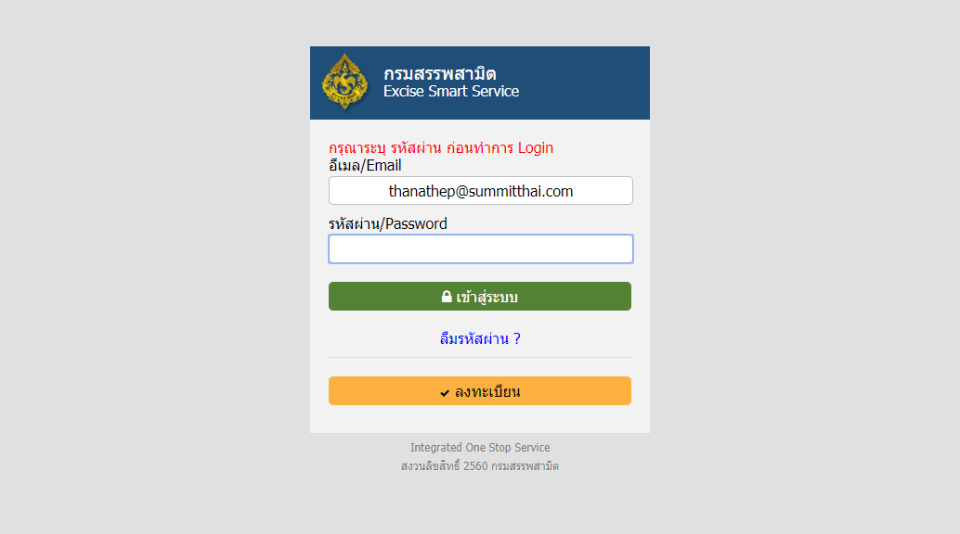 กรมสรรพสามิต
Excise Smart Service
กรุณาระบุ รหัสผ่าน ก่อนทำการ Login
อีเมล/Email
thanathep@summitthai.com
รหัสผ่าน/Password
เข้าสู่ระบบ
ลืมรหัสผ่าน ?
ลงทะเบียน
Integrated One Stop Service
สงวนลิขสิทธิ์ 2560 กรมสรรพสามิต